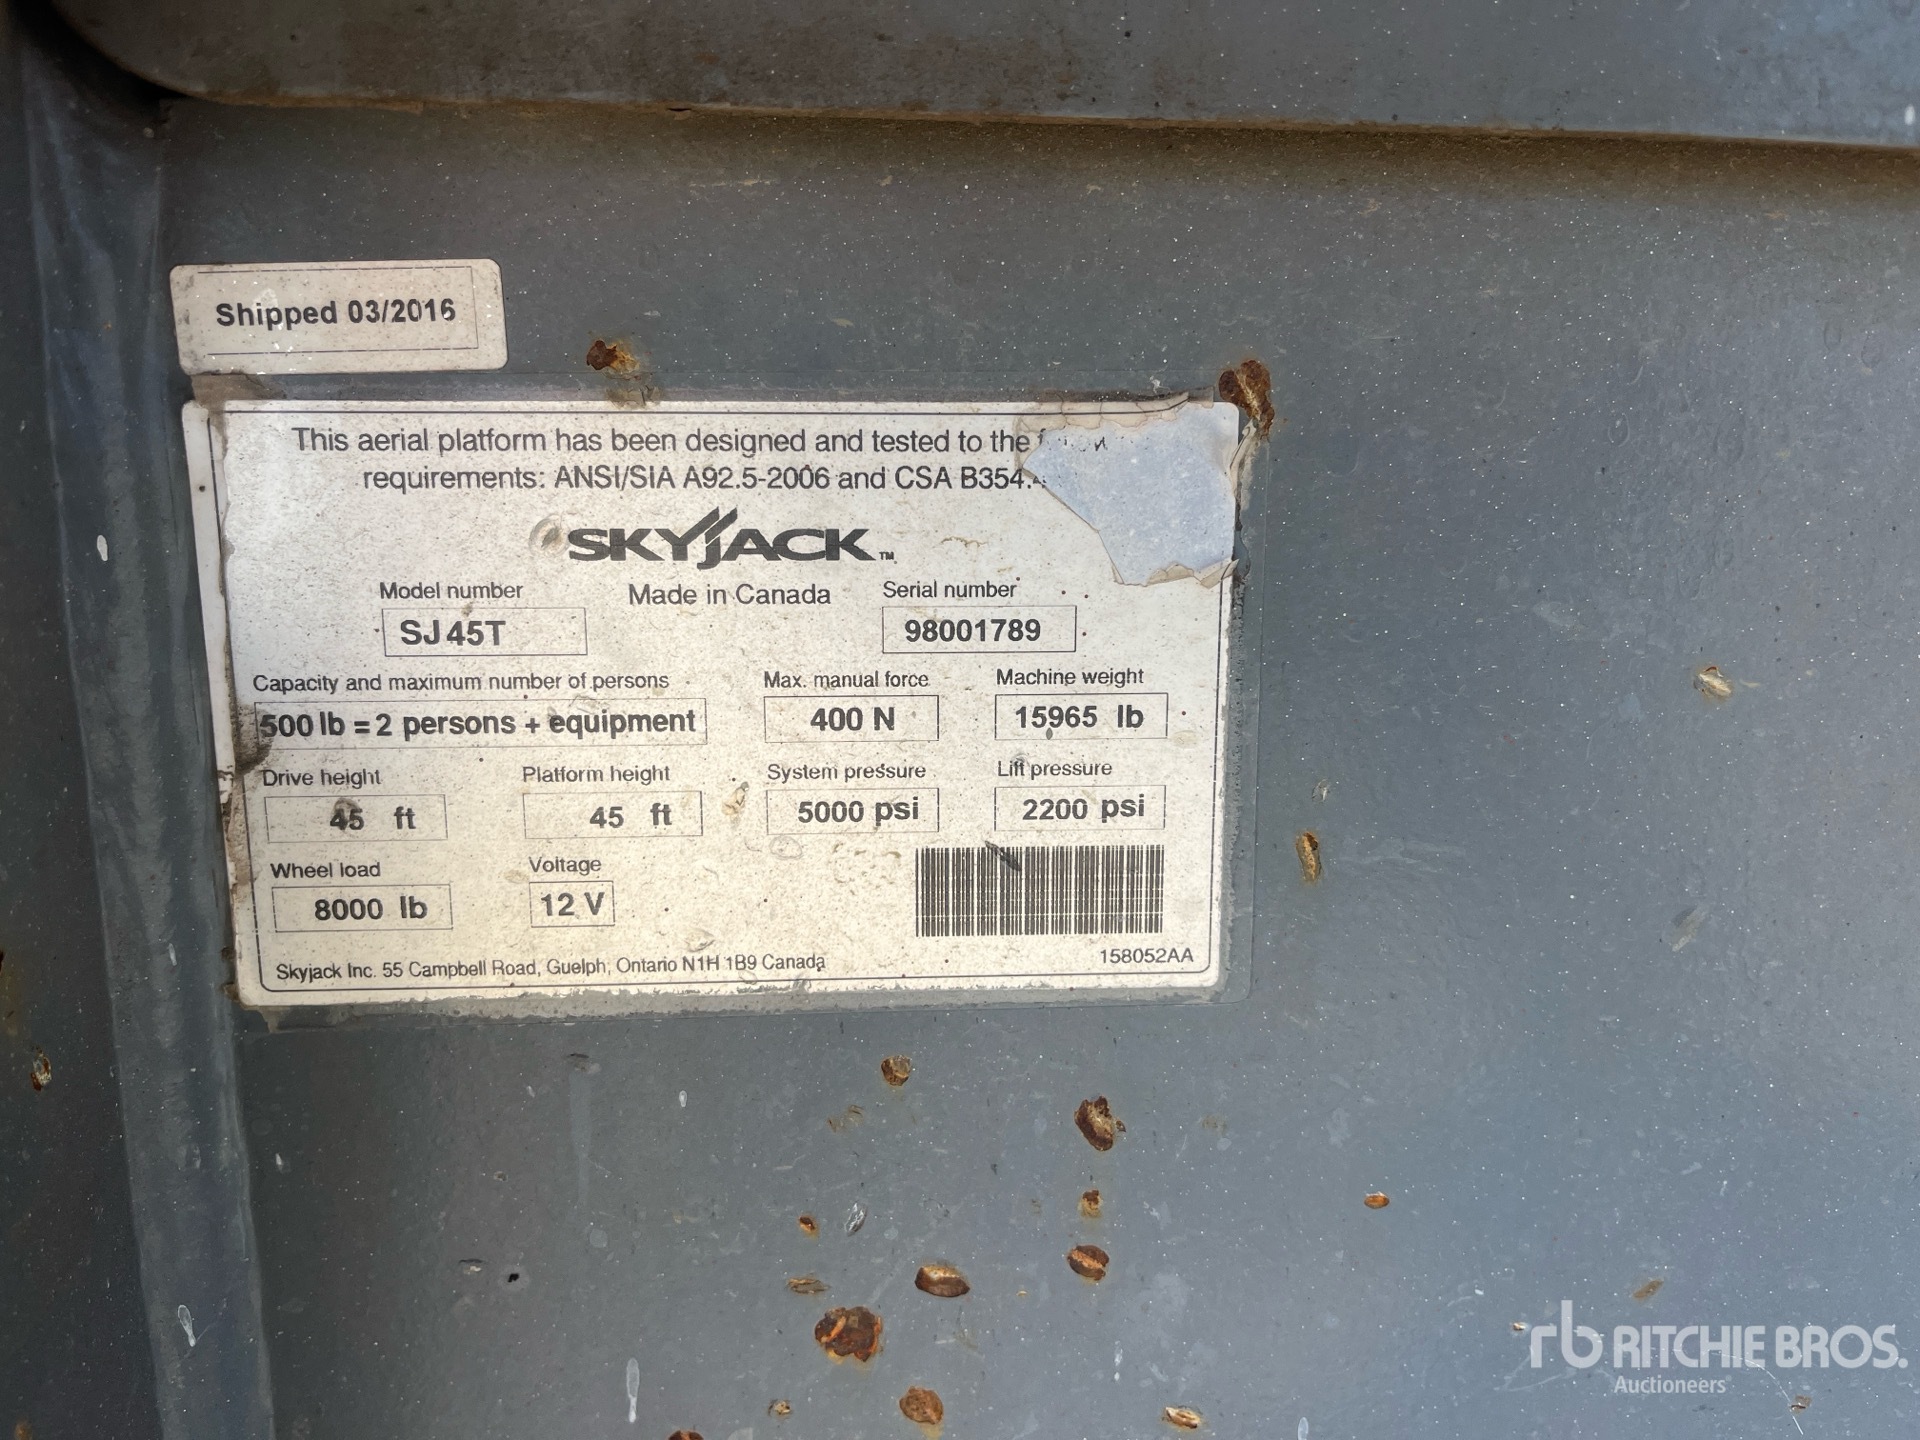 Shipped 03/2016
This aerial platform has been designed and tested to the
requirements: ANSI/SIA A92.5-2006 and CSA B354.
SKYJACK™
Model number
Made in Canada
Serial number
SJ45T
98001789
Capacity and maximum number of persons
Max. manual force
Machine weight
500 lb = 2 persons + equipment
400 N
15965 lb
Drive height
Platform height
System pressure
Lift pressure
45 ft
45 ft
5000 psi
2200 psi
Wheel load
Voltage
8000 lb
12 V
Skyjack Inc. 55 Campbell Road, Guelph, Ontario N1H 1B9 Canada
158052AA
rb RITCHIE BROS.
Auctioneers